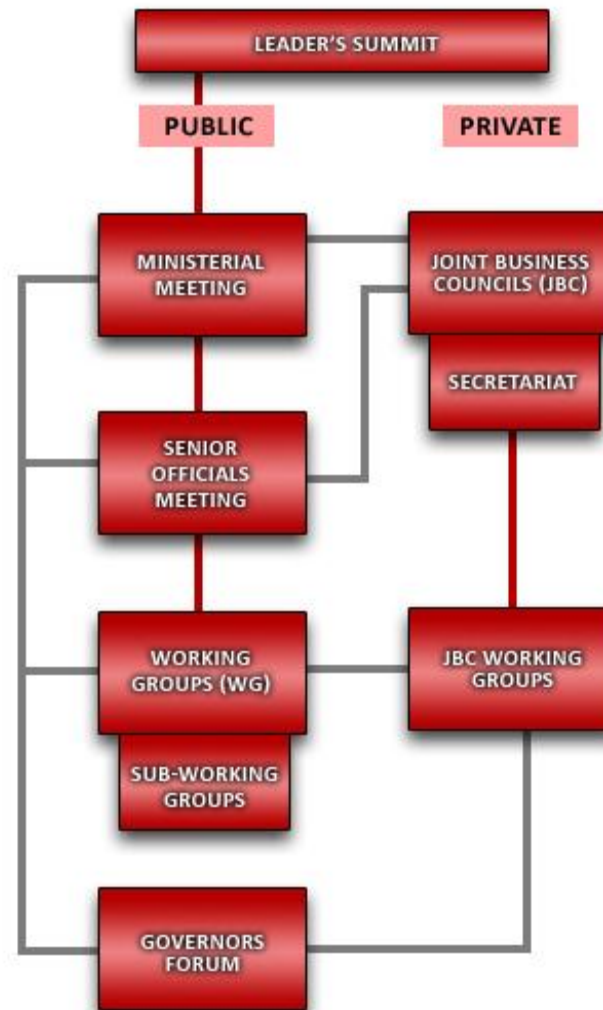 LEADER'S SUMMIT
PUBLIC
PRIVATE
MINISTERIAL
MEETING
JOINT BUSINESS
COUNCILS (JBC)
SECRETARIAT
SENIOR
OFFICIALS
MEETING
WORKING
GROUPS (WG)
JBC WORKING
GROUPS
SUB-WORKING
GROUPS
GOVERNORS
FORUM